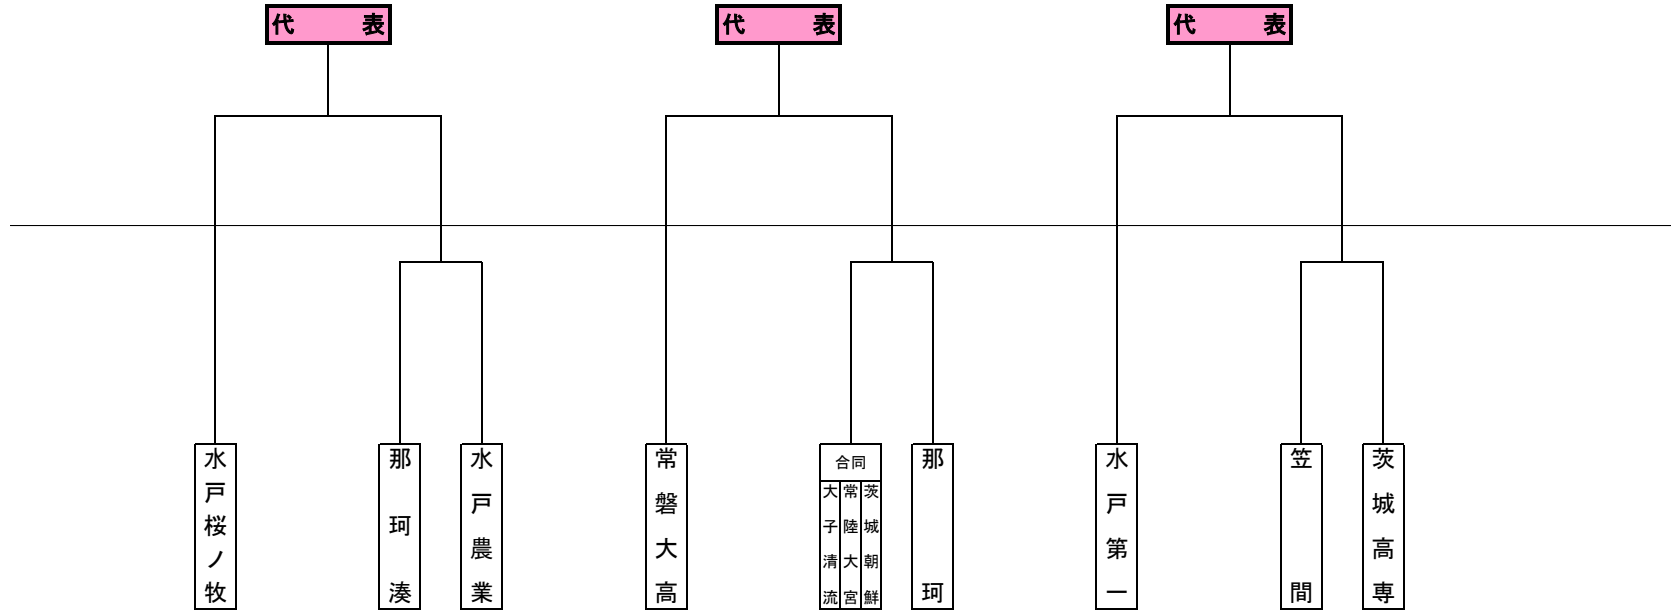 代表
代表
代表
水戸桜ノ牧
那珂湊
水戸農業
常磐大高
合同
大子清流
常陸大宮
茨城朝鮮
那珂
水戸第一
笠間
茨城高専